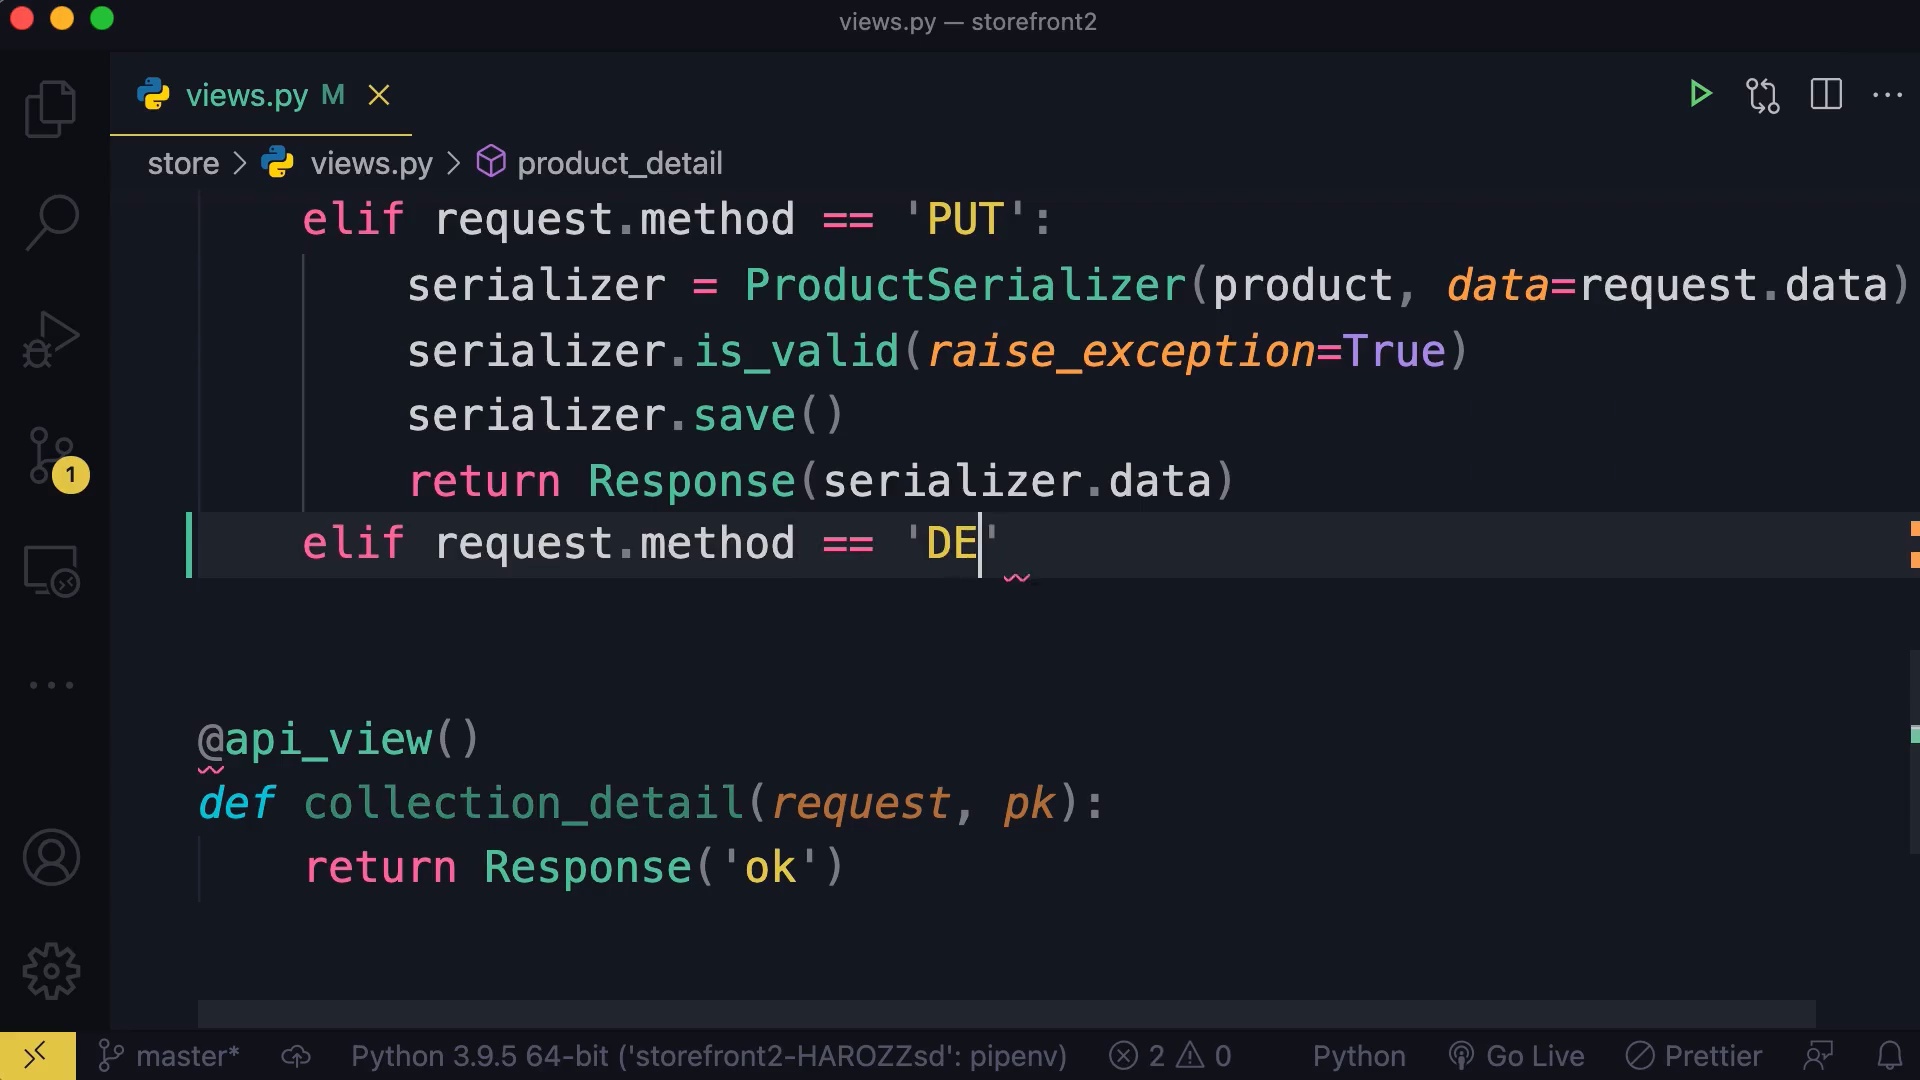 views.py — storefront2
views.py M
store > views.py > product_detail
elif request.method == 'PUT':
serializer = ProductSerializer(product, data=request.data)
serializer.is_valid(raise_exception=True)
serializer.save()
return Response(serializer.data)
elif request.method == 'DE'
1
@api_view()
def collection_detail(request, pk):
return Response('ok')
master* Python 3.9.5 64-bit ('storefront2-HAROZZsd': pipenv) 2 0 Python Go Live Prettier